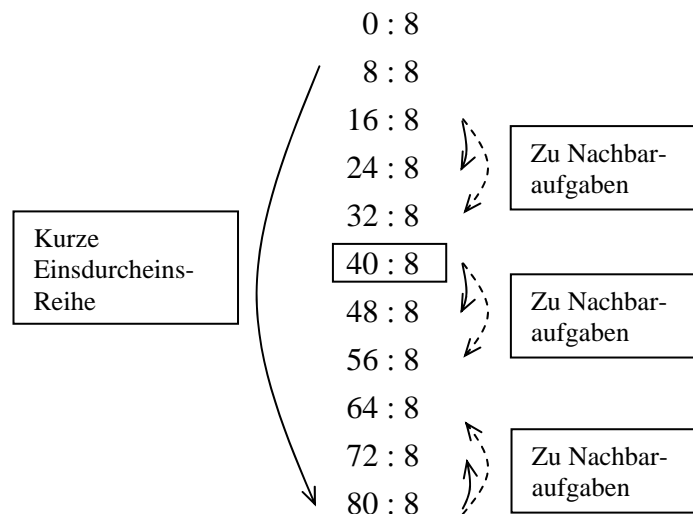 0 : 8
8 : 8
16 : 8
24 : 8
32 : 8
40 : 8
48 : 8
56 : 8
64 : 8
72 : 8
80 : 8
Kurze
Einsdurcheins-
Reihe
Zu Nachbar-
aufgaben
Zu Nachbar-
aufgaben
Zu Nachbar-
aufgaben